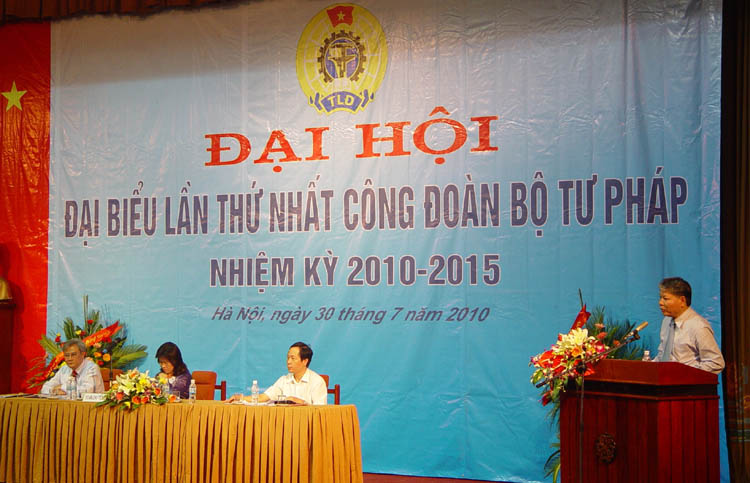 TLD
ĐẠI HỘI
ĐẠI BIỂU LẦN THỨ NHẤT CÔNG ĐOÀN BỘ TƯ PHÁP
NHIỆM KỲ 2010-2015
Hà Nội, ngày 30 tháng 7 năm 2010